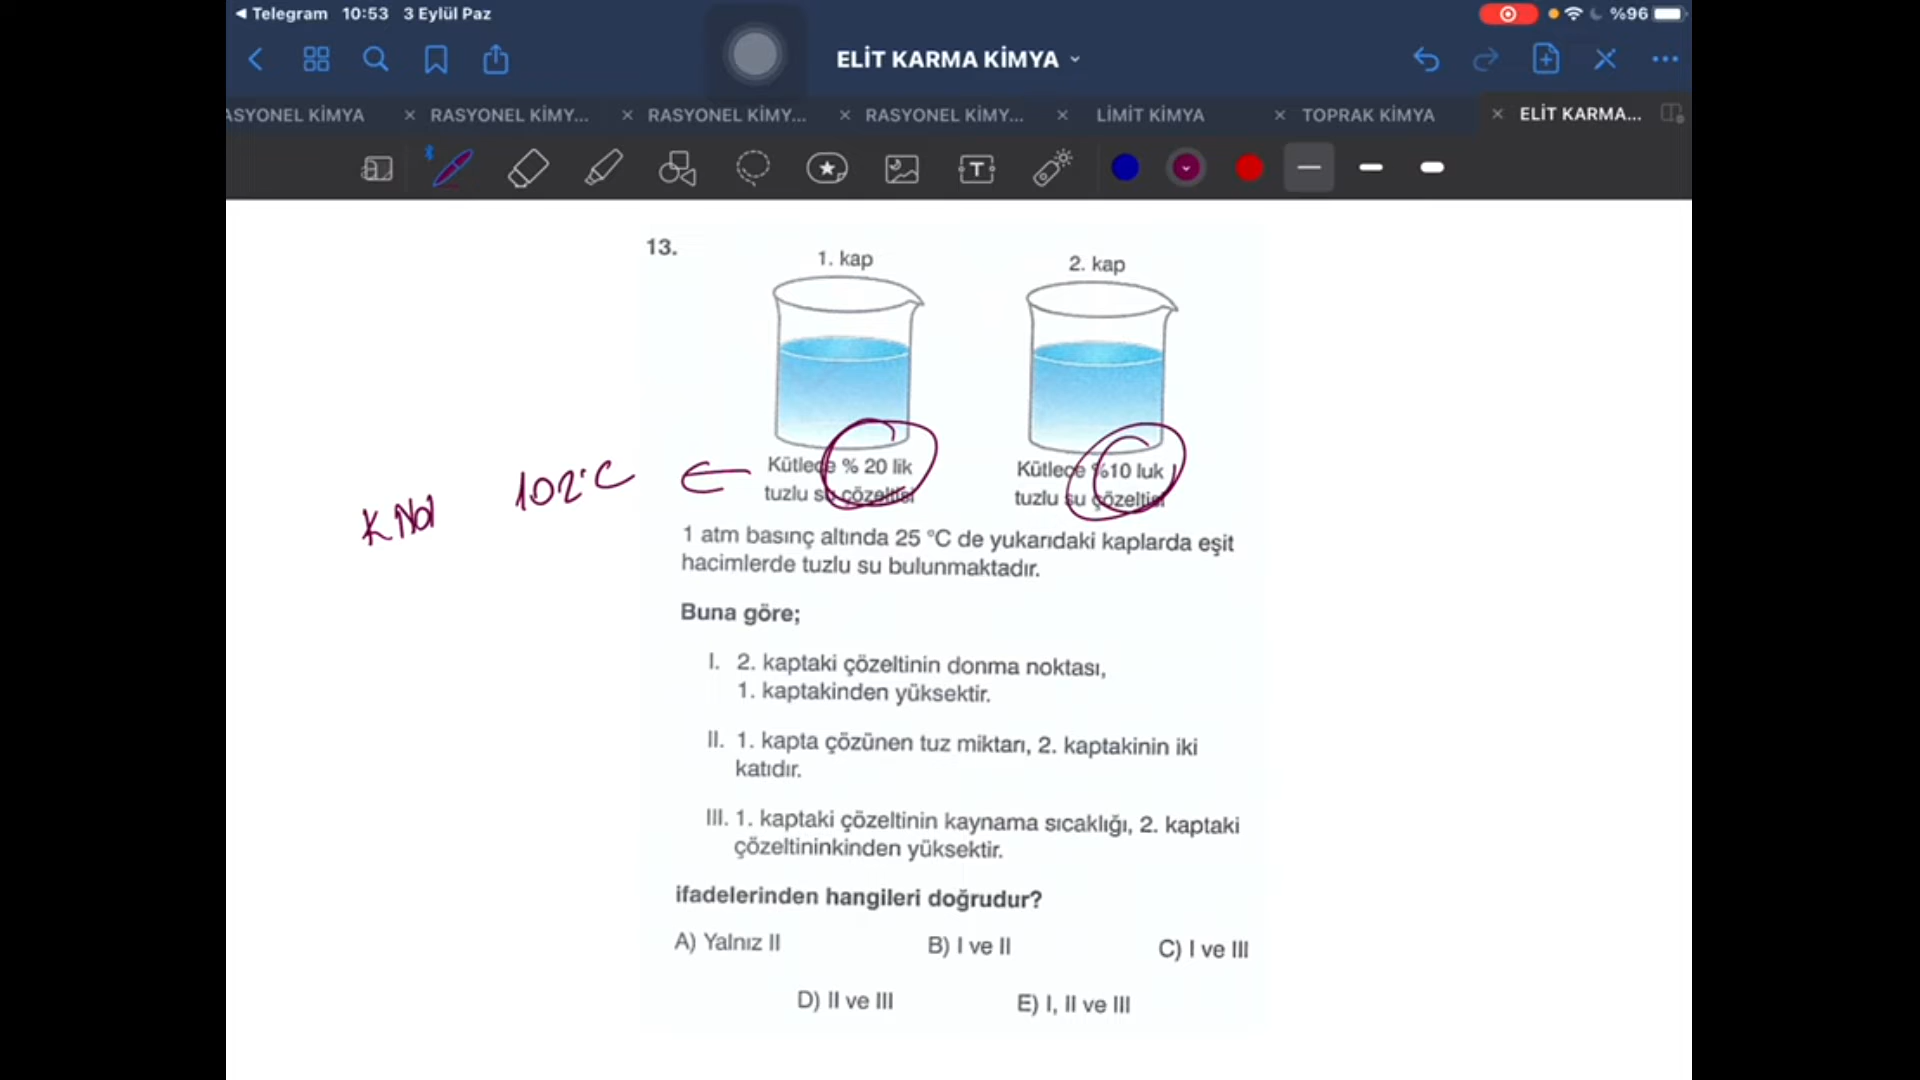 ◀ Telegram 10:53 3 Eylül Paz %96
ELİT KARMA KİMYA
ASYONEL KİMYA × RASYONEL KİMY... × RASYONEL KİMY... × RASYONEL KİMY... × LİMİT KİMYA × TOPRAK KİMYA × ELİT KARMA...
T
13.
1. kap
2. kap
Kütlece % 20 lik
tuzlu su çözeltisi
Kütlece %10 luk
tuzlu su çözeltisi
102°C
1 atm basınç altında 25 °C de yukarıdaki kaplarda eşit
hacimlerde tuzlu su bulunmaktadır.
Buna göre;
I. 2. kaptaki çözeltinin donma noktası,
1. kaptakinden yüksektir.
II. 1. kapta çözünen tuz miktarı, 2. kaptakinin iki
katıdır.
III. 1. kaptaki çözeltinin kaynama sıcaklığı, 2. kaptaki
çözeltininkinden yüksektir.
ifadelerinden hangileri doğrudur?
A) Yalnız II
B) I ve II
C) I ve III
D) II ve III
E) I, II ve III